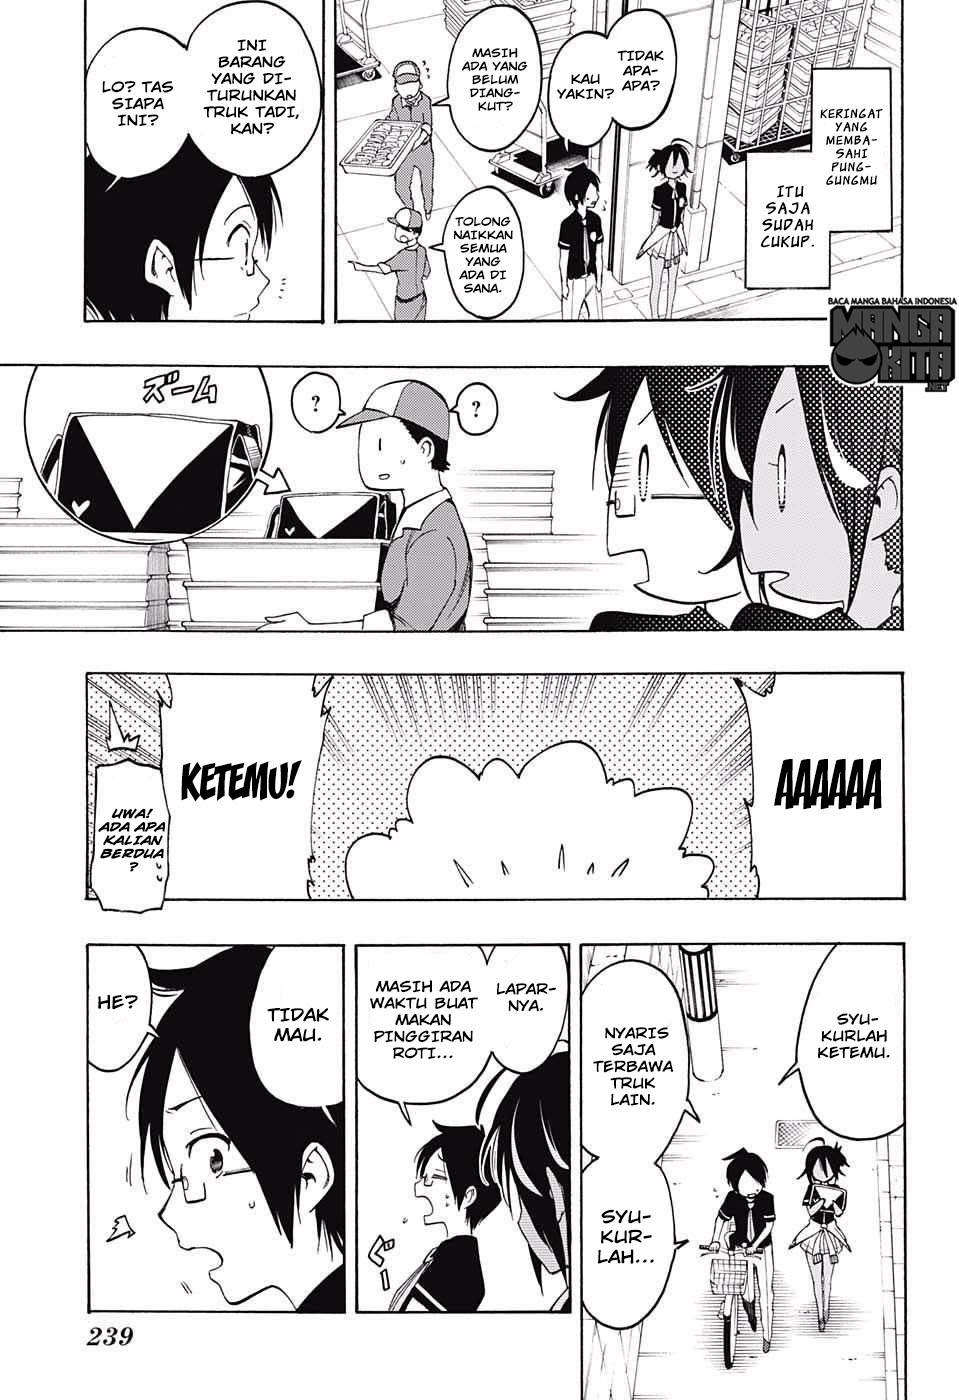 KERINGAT
YANG
MEMBA-
SAHI
PUNG-
GUNGMU
ITU
SAJA
SUDAH
CUKUP.
TIDAK
APA-
APA?
KAU
YAKIN?
MASIH
ADA YANG
BELUM
DIANG-
KUT?
TOLONG
NAIKKAN
SEMUA
YANG
ADA DI
SANA.
INI
BARANG
YANG DI-
TURUNKAN
TRUK TADI,
KAN?
LO? TAS
SIAPA
INI?
BACA MANGA BAHASA INDONESIA
MANGA
KITA
.NET
?
?
ズーム
AAAAAA
KETEMU!
UWA!
ADA APA
KALIAN
BERDUA
?
SYU-
KURLAH
KETEMU.
NYARIS
SAJA
TERBAWA
TRUK
LAIN.
SYU-
KUR-
LAH...
LAPAR-
NYA.
MASIH ADA
WAKTU BUAT
MAKAN
PINGGIRAN
ROTI...
TIDAK
MAU.
HE?
239